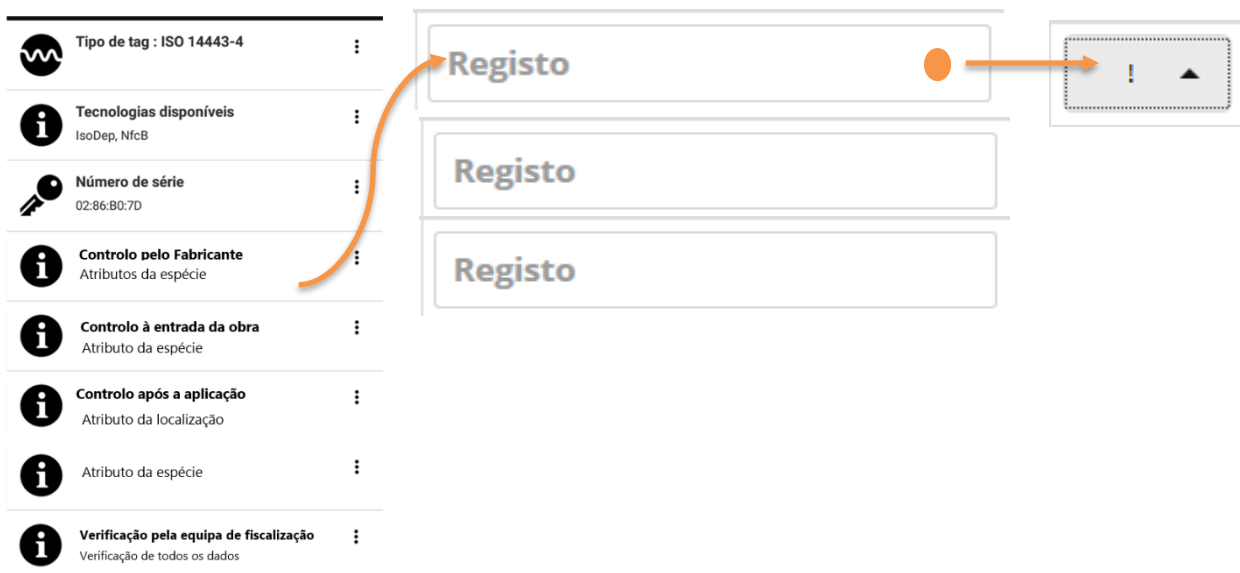 Tipo de tag : ISO 14443-4
Tecnologias disponíveis
IsoDep, NfcB
Número de série
02:86:B0:7D
Controlo pelo Fabricante
Atributos da espécie
Controlo à entrada da obra
Atributo da espécie
Controlo após a aplicação
Atributo da localização
Atributo da espécie
Verificação pela equipa de fiscalização
Verificação de todos os dados
Registo
Registo
Registo
!